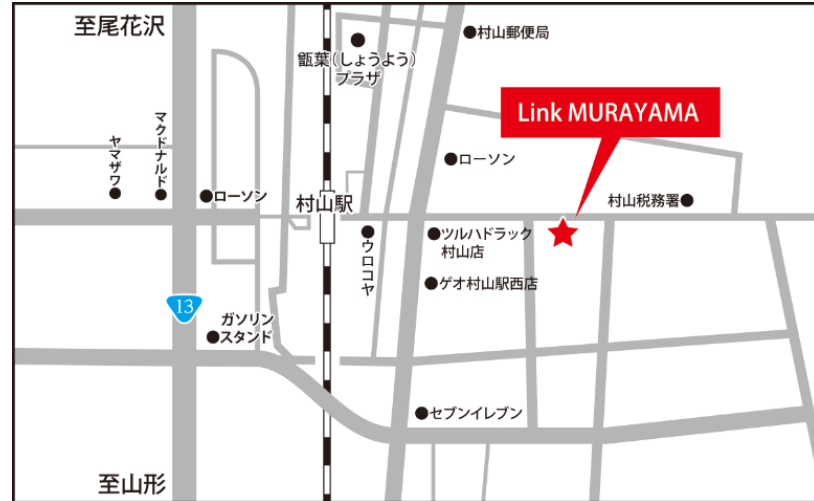 至尾花沢
村山郵便局
甑葉(しょうよう)
プラザ
Link MURAYAMA
マクドナルド
ヤマザワ
ローソン
ローソン
村山駅
村山税務署
ウロコヤ
ツルハドラック
村山店
ゲオ村山駅西店
13
ガソリン
スタンド
セブンイレブン
至山形